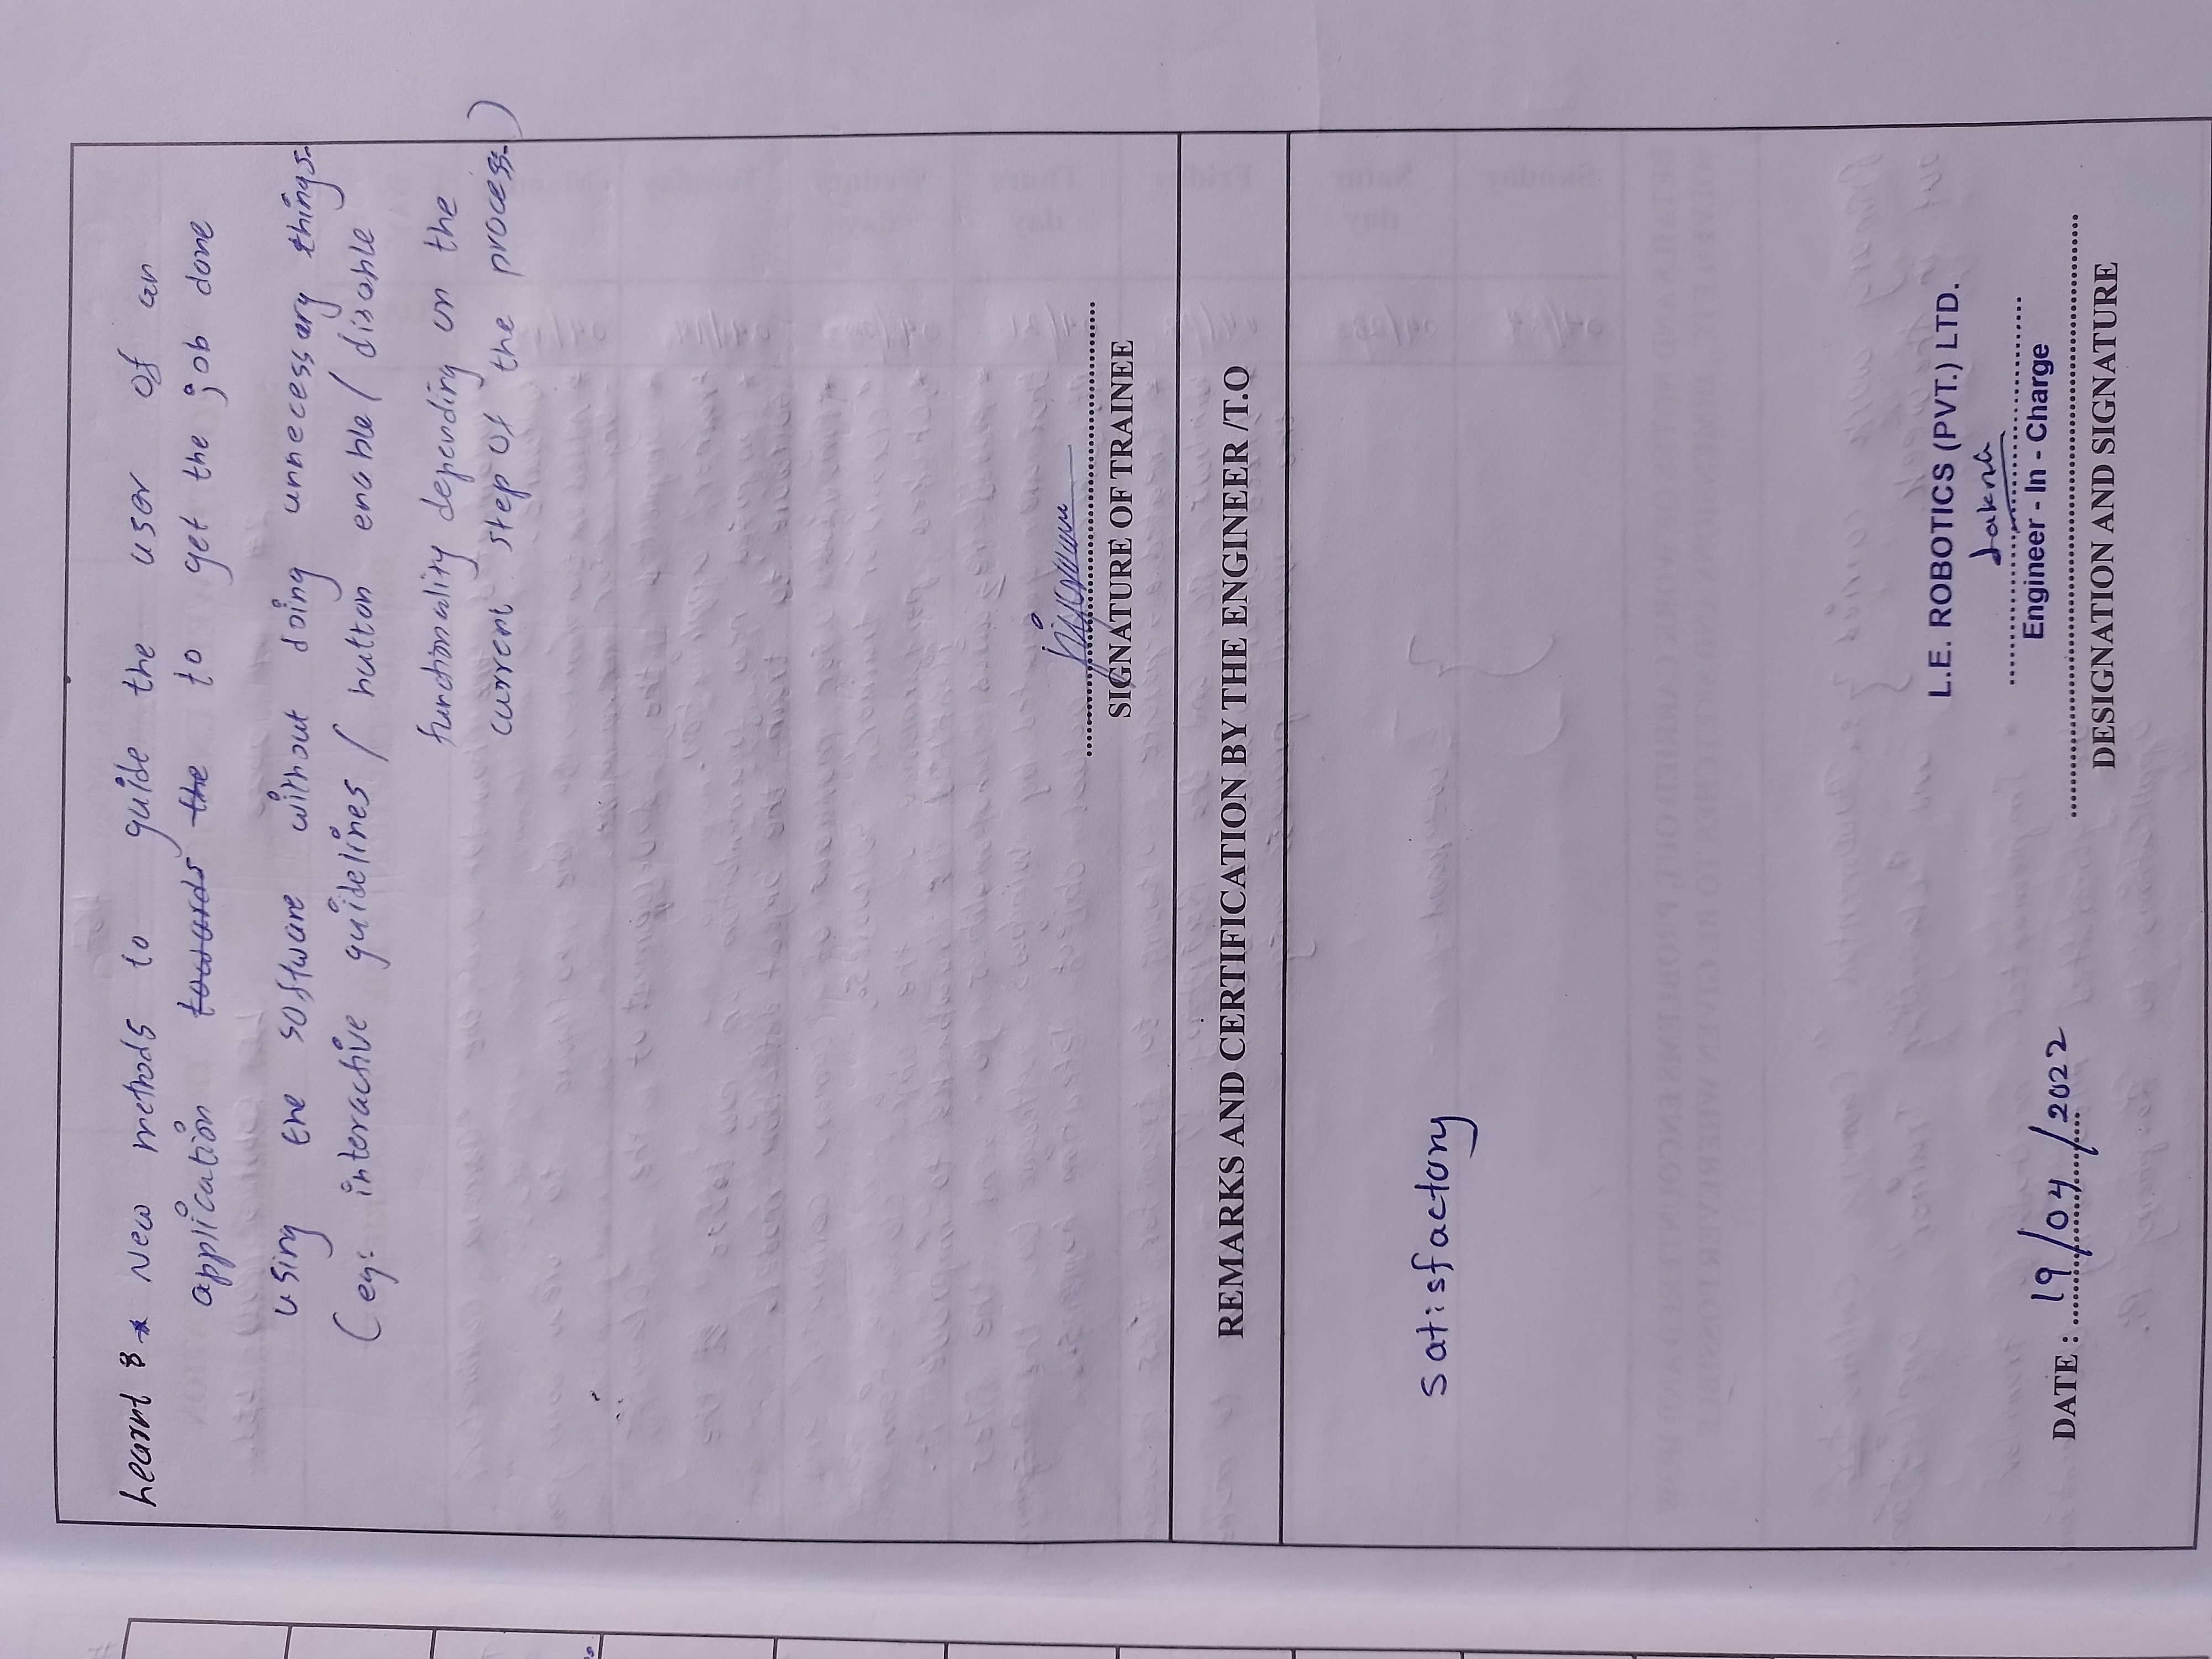 Learnt : * New methods to guide the user of an
application towards the to get the job done
using the software without doing unnecessary things.
(eg: interactive guidelines / button enable / disable
functionality depending on the
current step of the process.)
SIGNATURE OF TRAINEE
REMARKS AND CERTIFICATION BY THE ENGINEER /T.O
Satisfactory
L.E. ROBOTICS (PVT.) LTD.
Lakna
Engineer - In - Charge
DATE : 19/04/2022
DESIGNATION AND SIGNATURE